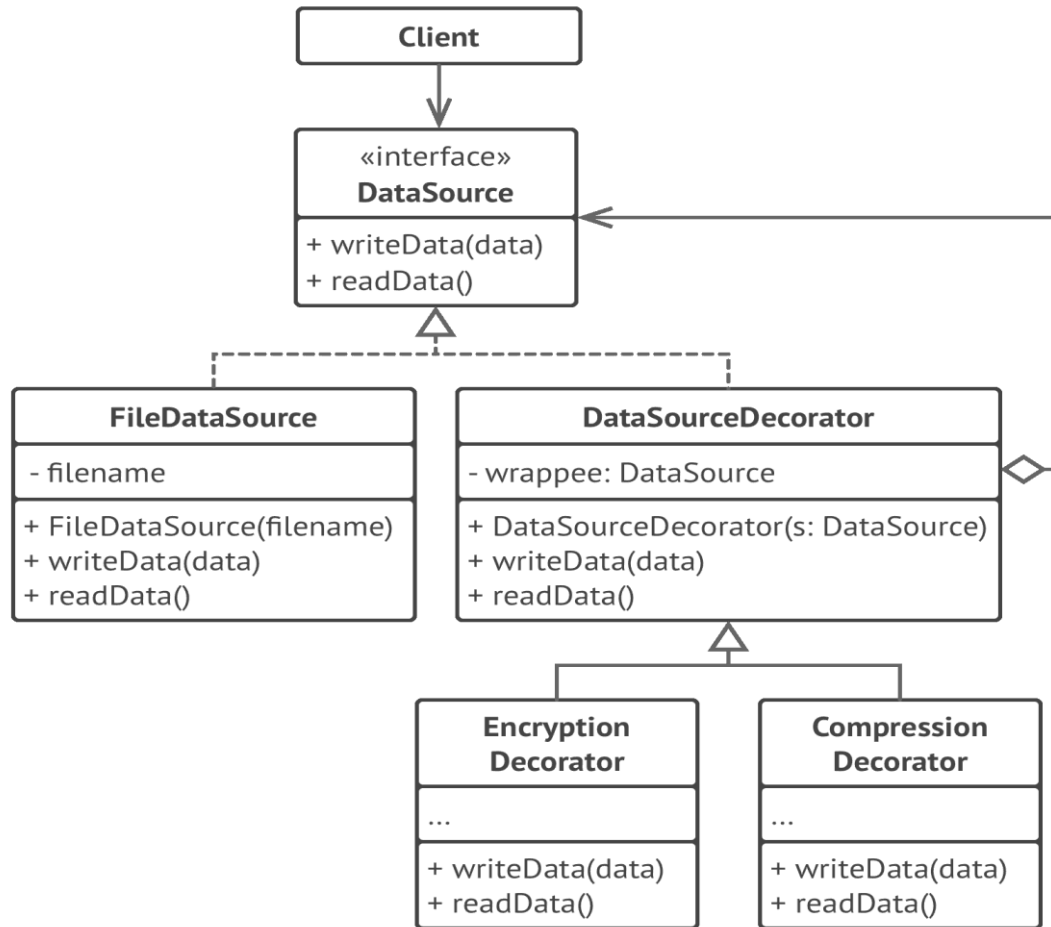 Client
«interface»
DataSource
+ writeData(data)
+ readData()
FileDataSource
- filename
+ FileDataSource(filename)
+ writeData(data)
+ readData()
DataSourceDecorator
- wrappee: DataSource
+ DataSourceDecorator(s: DataSource)
+ writeData(data)
+ readData()
Encryption
Decorator
...
+ writeData(data)
+ readData()
Compression
Decorator
...
+ writeData(data)
+ readData()